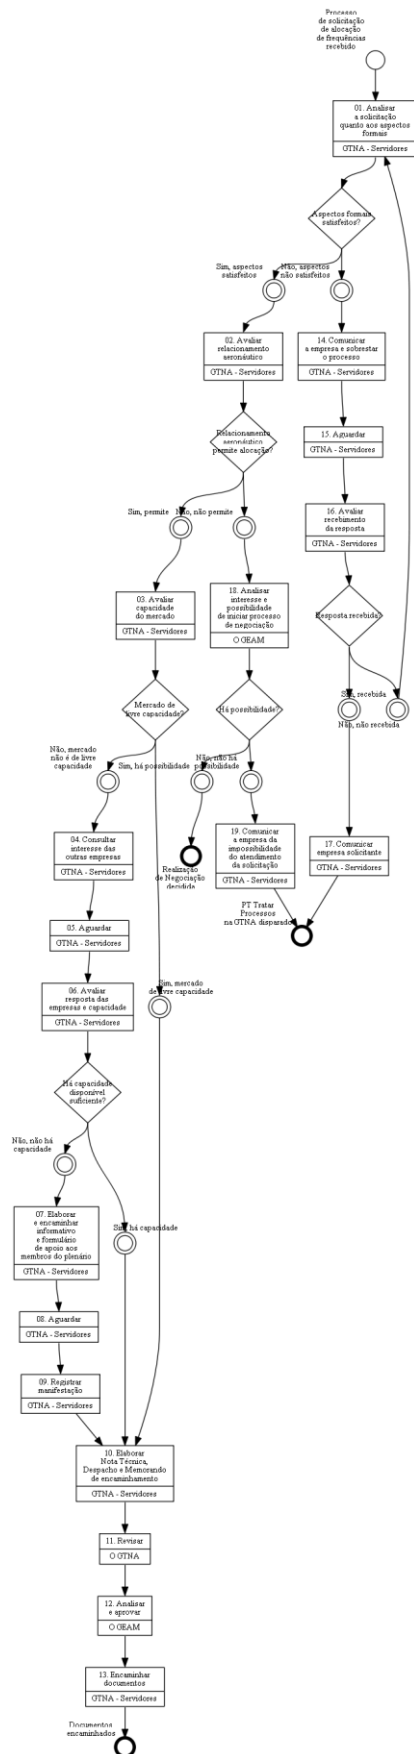 Processo
de solicitação
de alocação
de frequências
recebido
01. Analisar
a solicitação
quanto aos aspectos
formais
GTNA - Servidores
Aspectos formais
satisfeitos?
Sim, aspectos
satisfeitos
Não, aspectos
não satisfeitos
02. Avaliar
relacionamento
aeronáutico
GTNA - Servidores
14. Comunicar
a empresa e sobrestar
o processo
GTNA - Servidores
Relacionamento
aeronáutico
permite alocação?
15. Aguardar
GTNA - Servidores
Sim, permite
Não, não permite
16. Avaliar
recebimento
da resposta
GTNA - Servidores
03. Avaliar
capacidade
do mercado
GTNA - Servidores
18. Analisar
interesse e
possibilidade
de iniciar processo
de negociação
O GEAM
Resposta recebida?
Mercado de
livre capacidade?
Há possibilidade?
Sim, recebida
Não, não recebida
Não, mercado
não é de livre
capacidade
Sim, há possibilidade
Não, não há
possibilidade
04. Consultar
interesse das
outras empresas
GTNA - Servidores
19. Comunicar
a empresa da
impossibilidade
do atendimento
da solicitação
GTNA - Servidores
17. Comunicar
empresa solicitante
GTNA - Servidores
Realização
de Negociação
decidida
PT Tratar
Processos
na GTNA disparado
05. Aguardar
GTNA - Servidores
06. Avaliar
resposta das
empresas e capacidade
GTNA - Servidores
Sim, mercado
de livre capacidade
Há capacidade
disponível
suficiente?
Não, não há
capacidade
Sim, há capacidade
07. Elaborar
e encaminhar
informativo
e formulário
de apoio aos
membros do plenário
GTNA - Servidores
08. Aguardar
GTNA - Servidores
09. Registrar
manifestação
GTNA - Servidores
10. Elaborar
Nota Técnica,
Despacho e Memorando
de encaminhamento
GTNA - Servidores
11. Revisar
O GTNA
12. Analisar
e aprovar
O GEAM
13. Encaminhar
documentos
GTNA - Servidores
Documentos
encaminhados